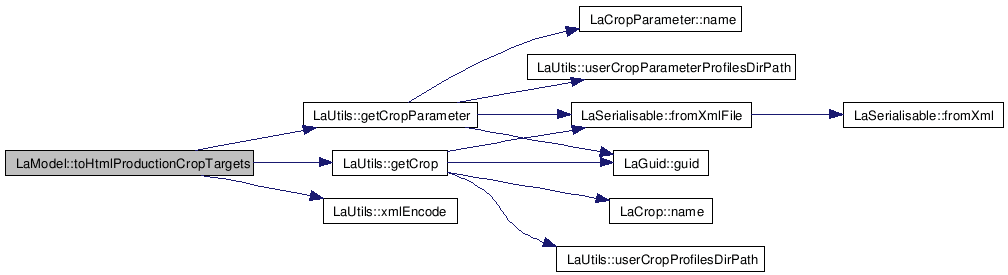 LaCropParameter::name
LaUtils::userCropParameterProfilesDirPath
LaUtils::getCropParameter
LaSerialisable::fromXmlFile
LaSerialisable::fromXml
LaModel::toHtmlProductionCropTargets
LaUtils::getCrop
LaGuid::guid
LaUtils::xmlEncode
LaCrop::name
LaUtils::userCropProfilesDirPath